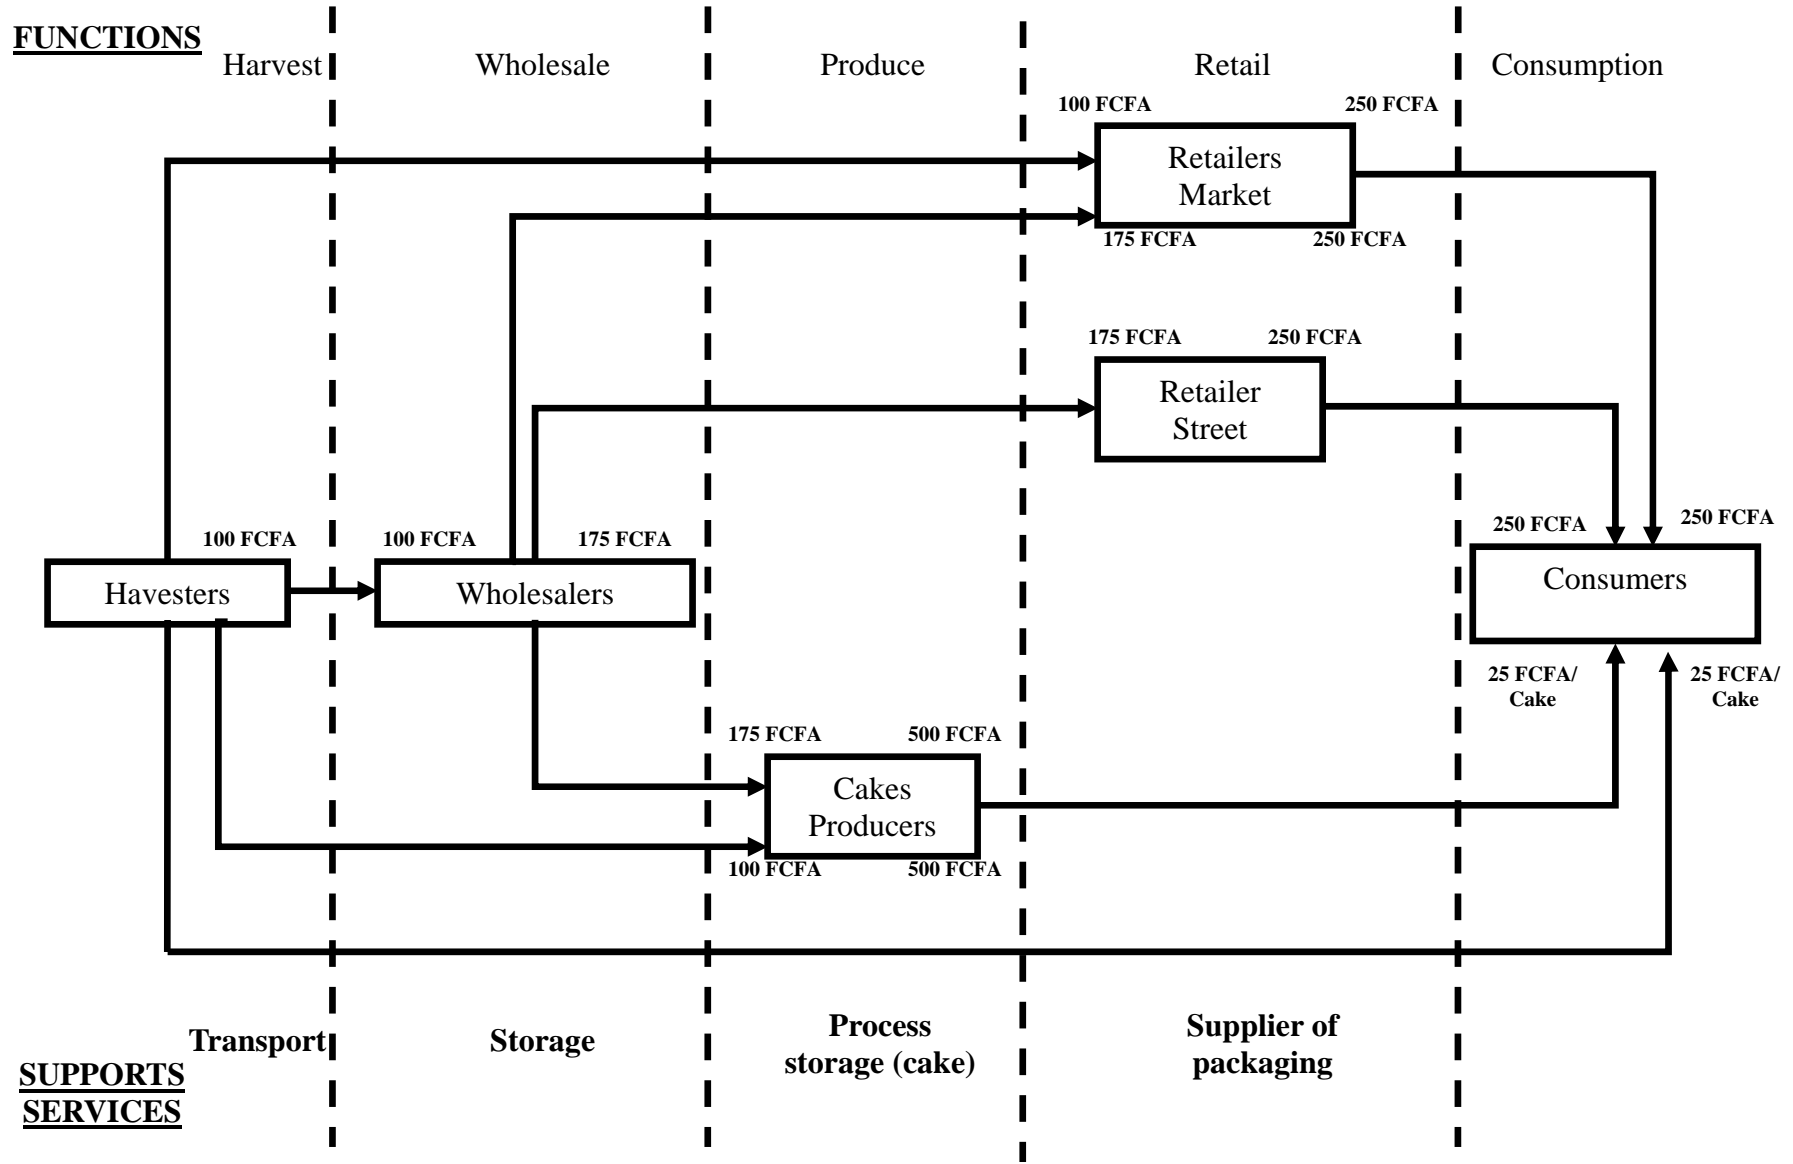 FUNCTIONS
Harvest
Wholesale
Produce
Retail
Consumption
100 FCFA
250 FCFA
Retailers
Market
175 FCFA
250 FCFA
175 FCFA
250 FCFA
Retailer
Street
100 FCFA
100 FCFA
175 FCFA
250 FCFA
250 FCFA
Havesters
Wholesalers
Consumers
25 FCFA/
Cake
25 FCFA/
Cake
175 FCFA
500 FCFA
Cakes
Producers
100 FCFA
500 FCFA
Transport
Storage
Process
storage (cake)
Supplier of
packaging
SUPPORTS
SERVICES